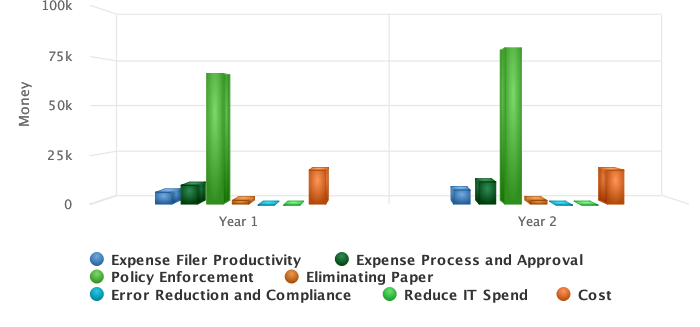 100k
75k
50k
25k
0
Money
Year 1 Year 2
Expense Filer Productivity Expense Process and Approval
Policy Enforcement Eliminating Paper
Error Reduction and Compliance Reduce IT Spend Cost